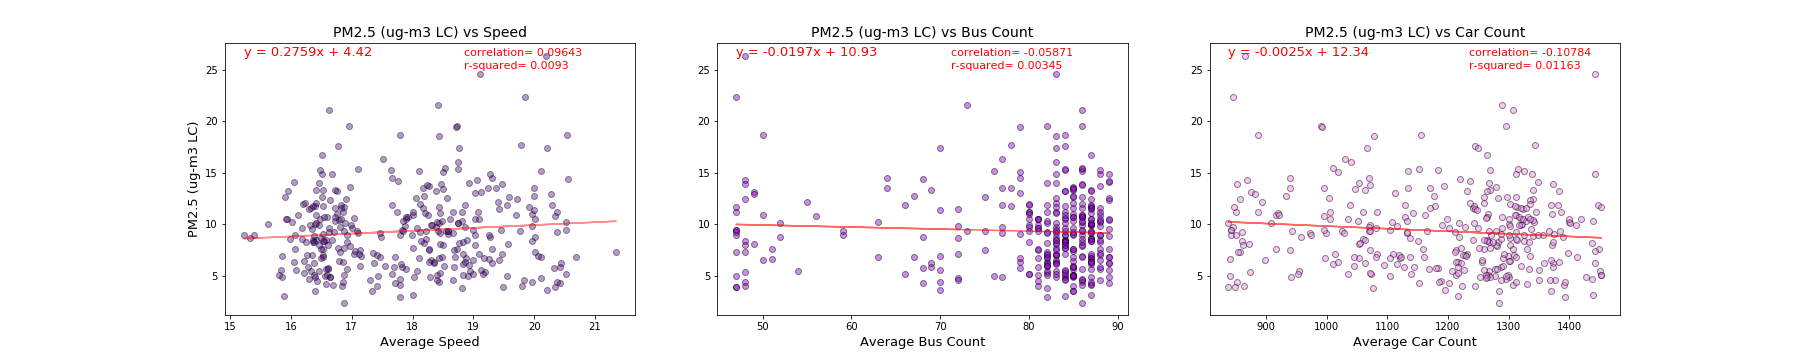 PM2.5 (ug-m3 LC) vs Speed
y = 0.2759x + 4.42
correlation= 0.09643
r-squared= 0.0093
PM2.5 (ug-m3 LC)
25
20
15
10
5
15 16 17 18 19 20 21
Average Speed
PM2.5 (ug-m3 LC) vs Bus Count
y = -0.0197x + 10.93
correlation= -0.05871
r-squared= 0.00345
25
20
15
10
5
50 60 70 80 90
Average Bus Count
PM2.5 (ug-m3 LC) vs Car Count
y = -0.0025x + 12.34
correlation= -0.10784
r-squared= 0.01163
25
20
15
10
5
900 1000 1100 1200 1300 1400
Average Car Count